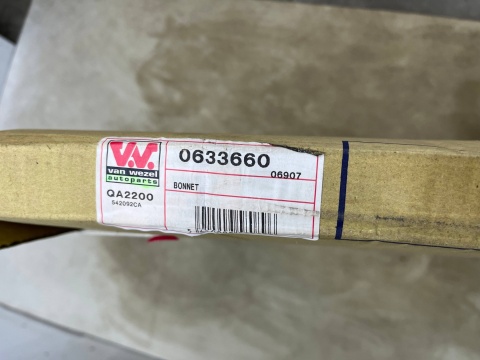 V.V.
van wezel
autoparts
QA2200
542092CA
0633660
06907
BONNET